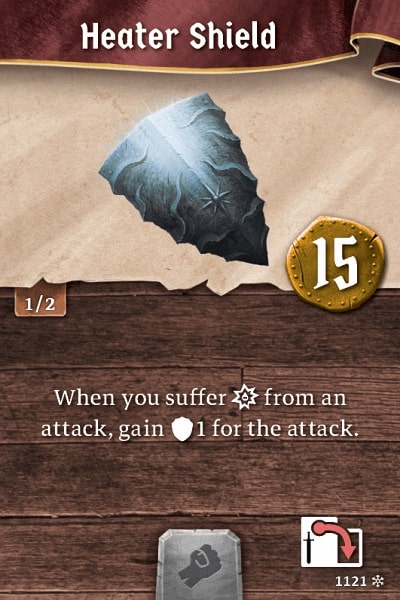 Heater Shield
15
1/2
When you suffer from an
attack, gain 1 for the attack.
1121